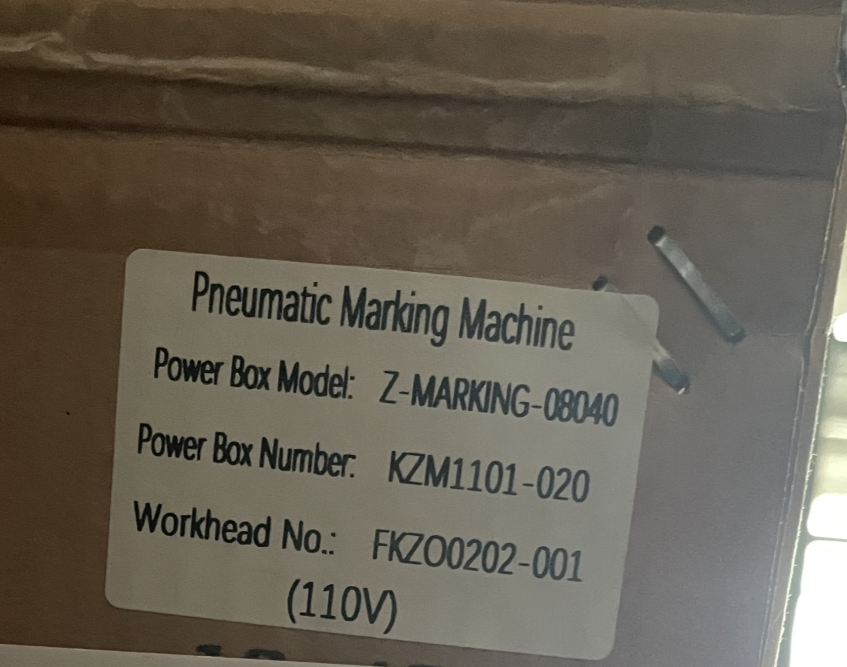 Pneumatic Marking Machine
Power Box Model: Z-MARKING-08040
Power Box Number: KZM1101-020
Workhead No.: FKZO0202-001
(110V)